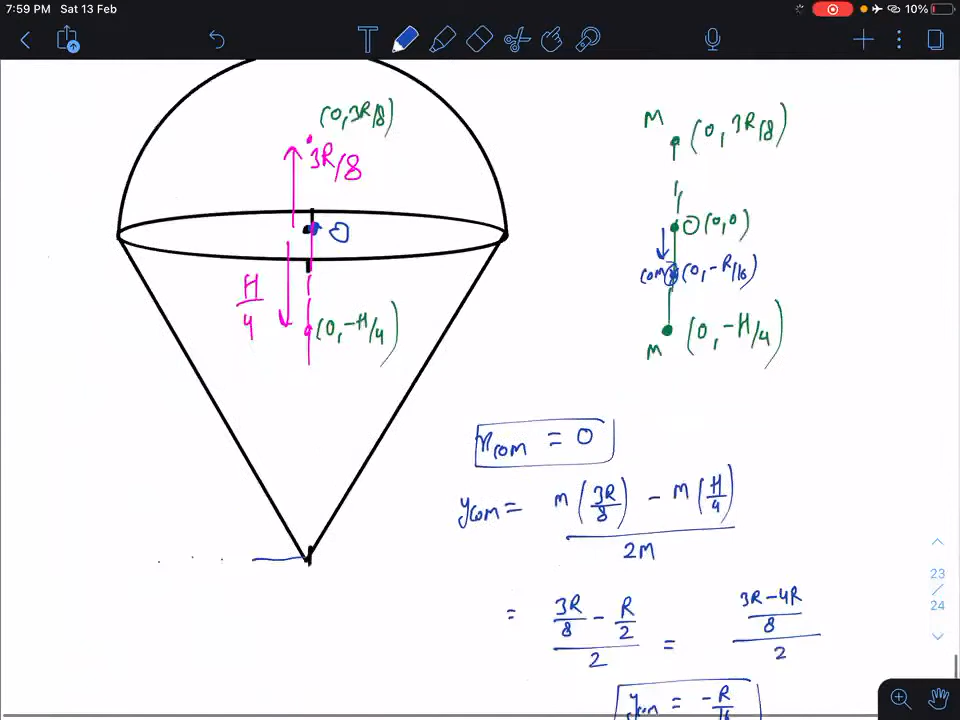 7:59 PM Sat 13 Feb
10%
T
(0, 3R/8)
3R/8
O
H/4
(0, -H/4)
M (0, 3R/8)
O(0,0)
com (0, -R/16)
(0, -H/4)
M
xcom = 0
ycom = m(3R/8) - m(H/4) / 2M
= 3R/8 - R/2 / 2 = 3R-4R/8 / 2
ycom = -R/16
23
/
24